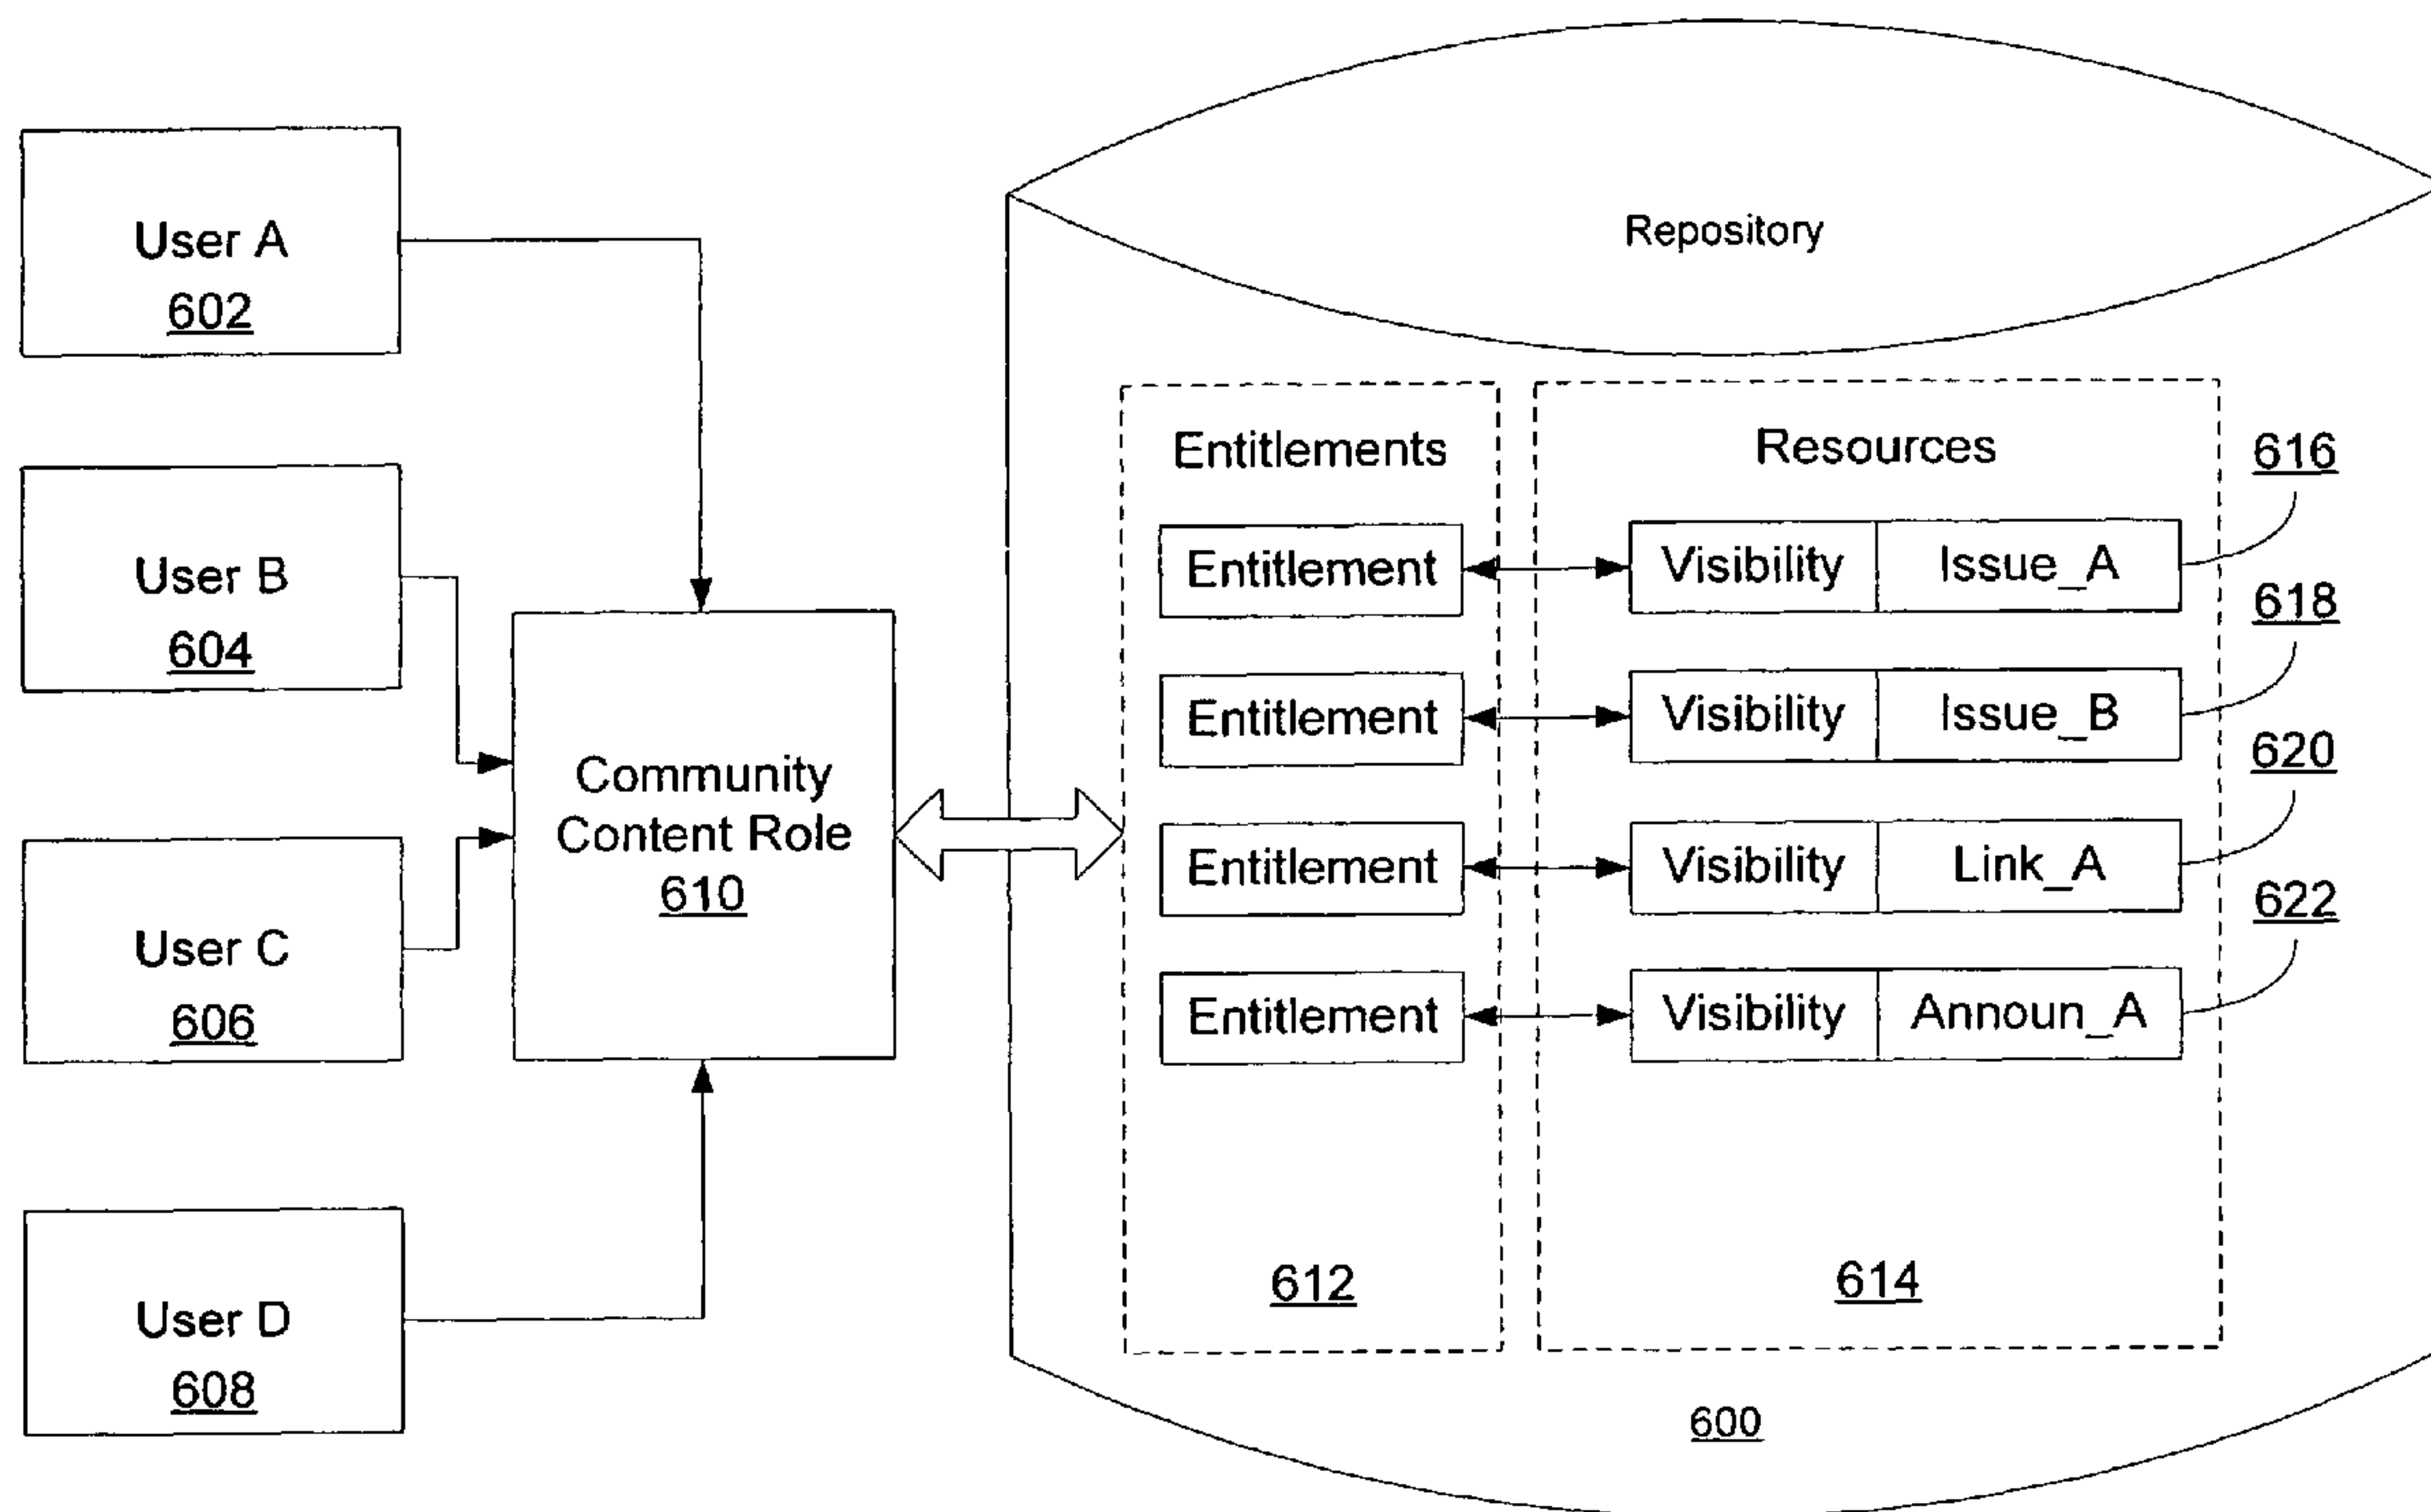 User A
602
User B
604
User C
606
User D
608
Community
Content Role
610
Repository
Entitlements
Entitlement
Entitlement
Entitlement
Entitlement
612
Resources
Visibility Issue_A
Visibility Issue_B
Visibility Link_A
Visibility Announ_A
614
616
618
620
622
600